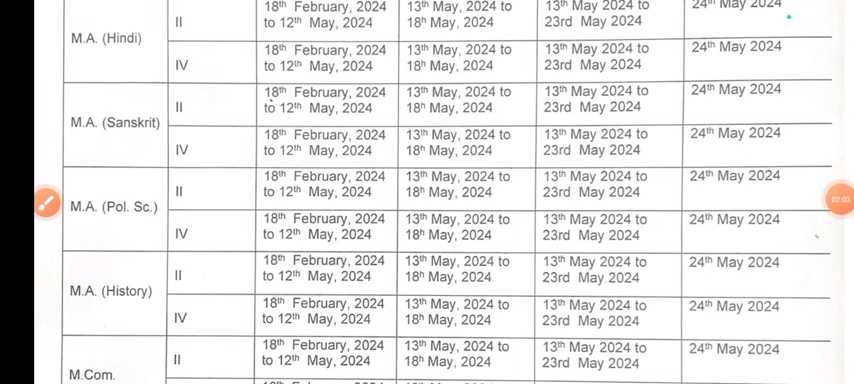 18th February, 2024 to 12th May, 2024
13th May, 2024 to 18h May, 2024
13th May 2024 to 23rd May 2024
24th May 2024
M.A. (Hindi)
II
IV
18th February, 2024 to 12th May, 2024
13th May, 2024 to 18h May, 2024
13th May 2024 to 23rd May 2024
24th May 2024
M.A. (Sanskrit)
II
18th February, 2024 to 12th May, 2024
13th May, 2024 to 18h May, 2024
13th May 2024 to 23rd May 2024
24th May 2024
IV
18th February, 2024 to 12th May, 2024
13th May, 2024 to 18h May, 2024
13th May 2024 to 23rd May 2024
24th May 2024
M.A. (Pol. Sc.)
II
18th February, 2024 to 12th May, 2024
13th May, 2024 to 18h May, 2024
13th May 2024 to 23rd May 2024
24th May 2024
IV
18th February, 2024 to 12th May, 2024
13th May, 2024 to 18h May, 2024
13th May 2024 to 23rd May 2024
24th May 2024
M.A. (History)
II
18th February, 2024 to 12th May, 2024
13th May, 2024 to 18h May, 2024
13th May 2024 to 23rd May 2024
24th May 2024
IV
18th February, 2024 to 12th May, 2024
13th May, 2024 to 18h May, 2024
13th May 2024 to 23rd May 2024
24th May 2024
M.Com.
II
18th February, 2024 to 12th May, 2024
13th May, 2024 to 18h May, 2024
13th May 2024 to 23rd May 2024
24th May 2024
02:03